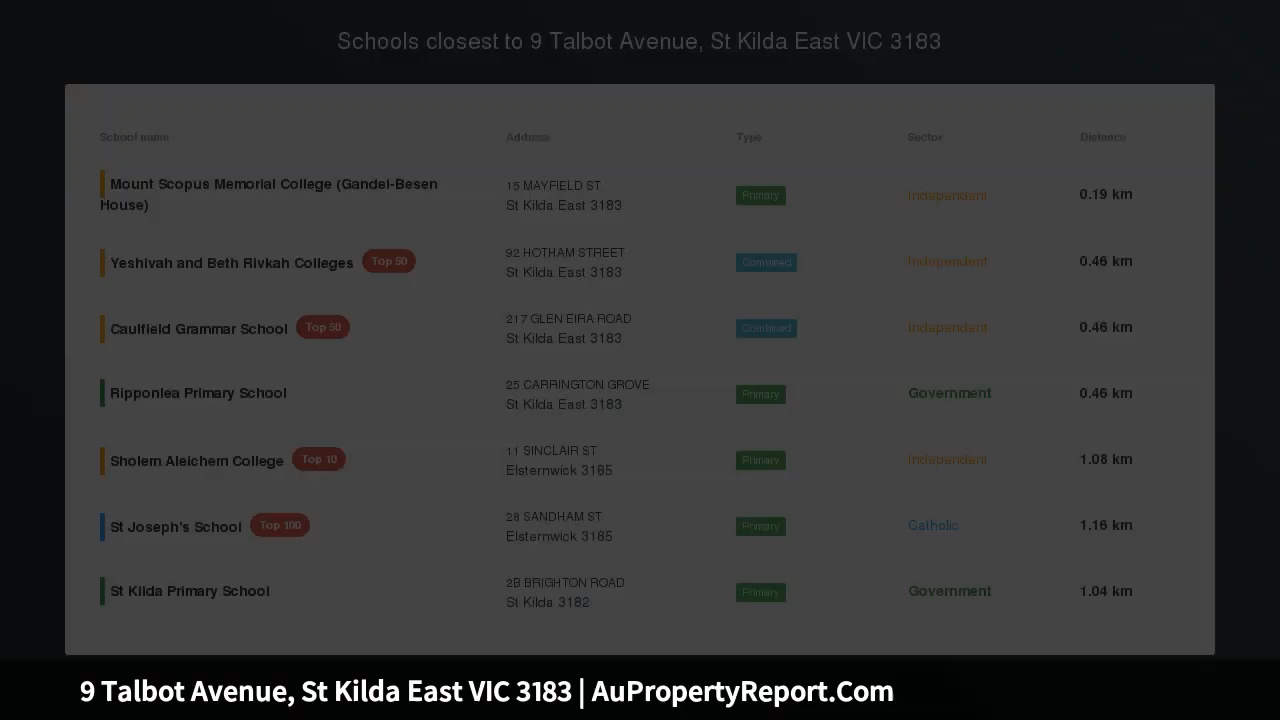 Schools closest to 9 Talbot Avenue, St Kilda East VIC 3183
School name Address Type Sector Distance
Mount Scopus Memorial College (Gandel-Besen
House)
15 MAYFIELD ST
St Kilda East 3183
Primary Independent 0.19 km
Yeshivah and Beth Rivkah Colleges Top 50
92 HOTHAM STREET
St Kilda East 3183
Combined Independent 0.46 km
Caulfield Grammar School Top 50
217 GLEN EIRA ROAD
St Kilda East 3183
Combined Independent 0.46 km
Ripponlea Primary School
25 CARRINGTON GROVE
St Kilda East 3183
Primary Government 0.46 km
Sholem Aleichem College Top 10
11 SINCLAIR ST
Elsternwick 3185
Primary Independent 1.08 km
St Joseph's School Top 100
28 SANDHAM ST
Elsternwick 3185
Primary Catholic 1.16 km
St Kilda Primary School
2B BRIGHTON ROAD
St Kilda 3182
Primary Government 1.04 km
9 Talbot Avenue, St Kilda East VIC 3183 | AuPropertyReport.Com